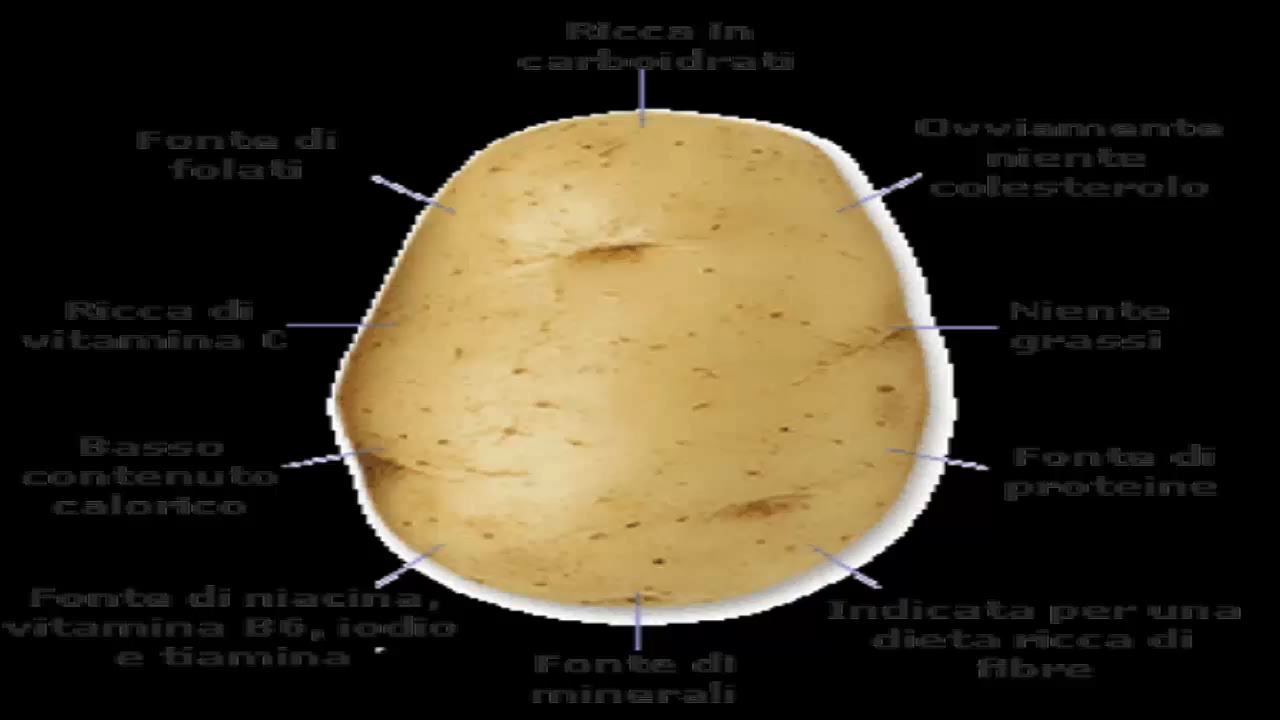 Ricca in
carboidrati
Fonte di
folati
Ovviamente
niente
colesterolo
Ricca di
vitamina C
Niente
grassi
Basso
contenuto
calorico
Fonte di
proteine
Fonte di niacina,
vitamina B6, iodio
e tiamina
Indicata per una
dieta ricca di
fibre
Fonte di
minerali